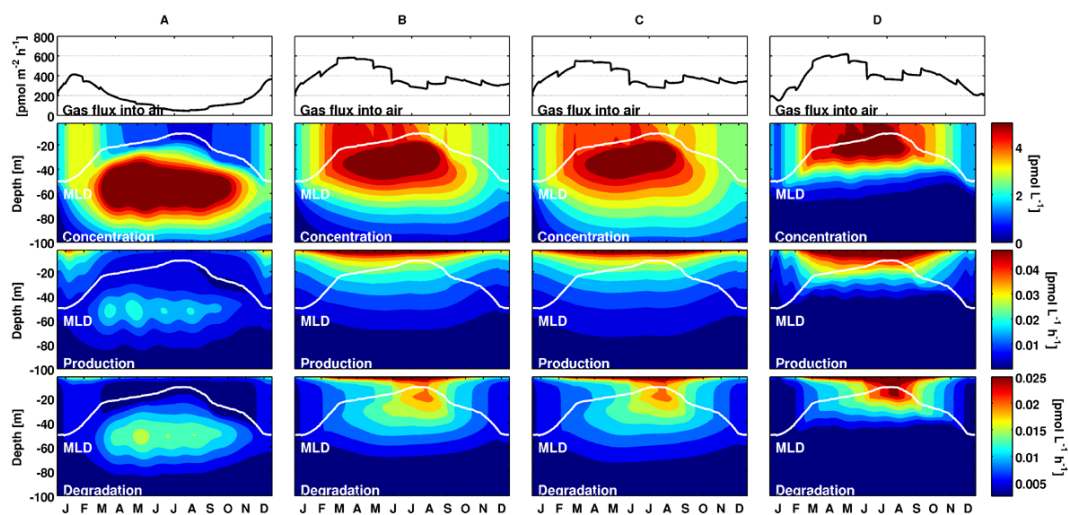 A B C D
[pmol m⁻² h⁻¹]
800
600
400
200
0
Gas flux into air Gas flux into air Gas flux into air Gas flux into air
Depth [m]
-20
-40
-60
-80
-100
MLD MLD MLD MLD
Concentration Concentration Concentration Concentration
4
2
0
[pmol L⁻¹]
Depth [m]
-20
-40
-60
-80
-100
MLD MLD MLD MLD
Production Production Production Production
0.04
0.03
0.02
0.01
[pmol L⁻¹ h⁻¹]
Depth [m]
-20
-40
-60
-80
-100
MLD MLD MLD MLD
Degradation Degradation Degradation Degradation
0.025
0.02
0.015
0.01
0.005
[pmol L⁻¹ h⁻¹]
J F M A M J J A S O N D J F M A M J J A S O N D J F M A M J J A S O N D J F M A M J J A S O N D